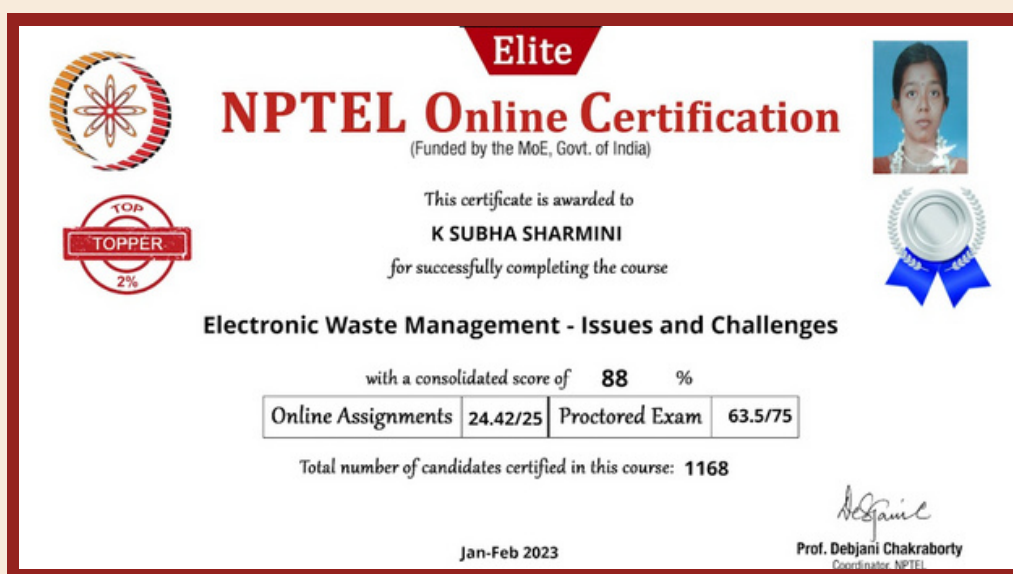 Elite
NPTEL Online Certification
(Funded by the MoE, Govt. of India)
This certificate is awarded to
K SUBHA SHARMINI
for successfully completing the course
TOP
TOPPER
2%
Electronic Waste Management - Issues and Challenges
with a consolidated score of 88 %
Online Assignments 24.42/25 Proctored Exam 63.5/75
Total number of candidates certified in this course: 1168
Jan-Feb 2023
Prof. Debjani Chakraborty
Coordinator, NPTEL